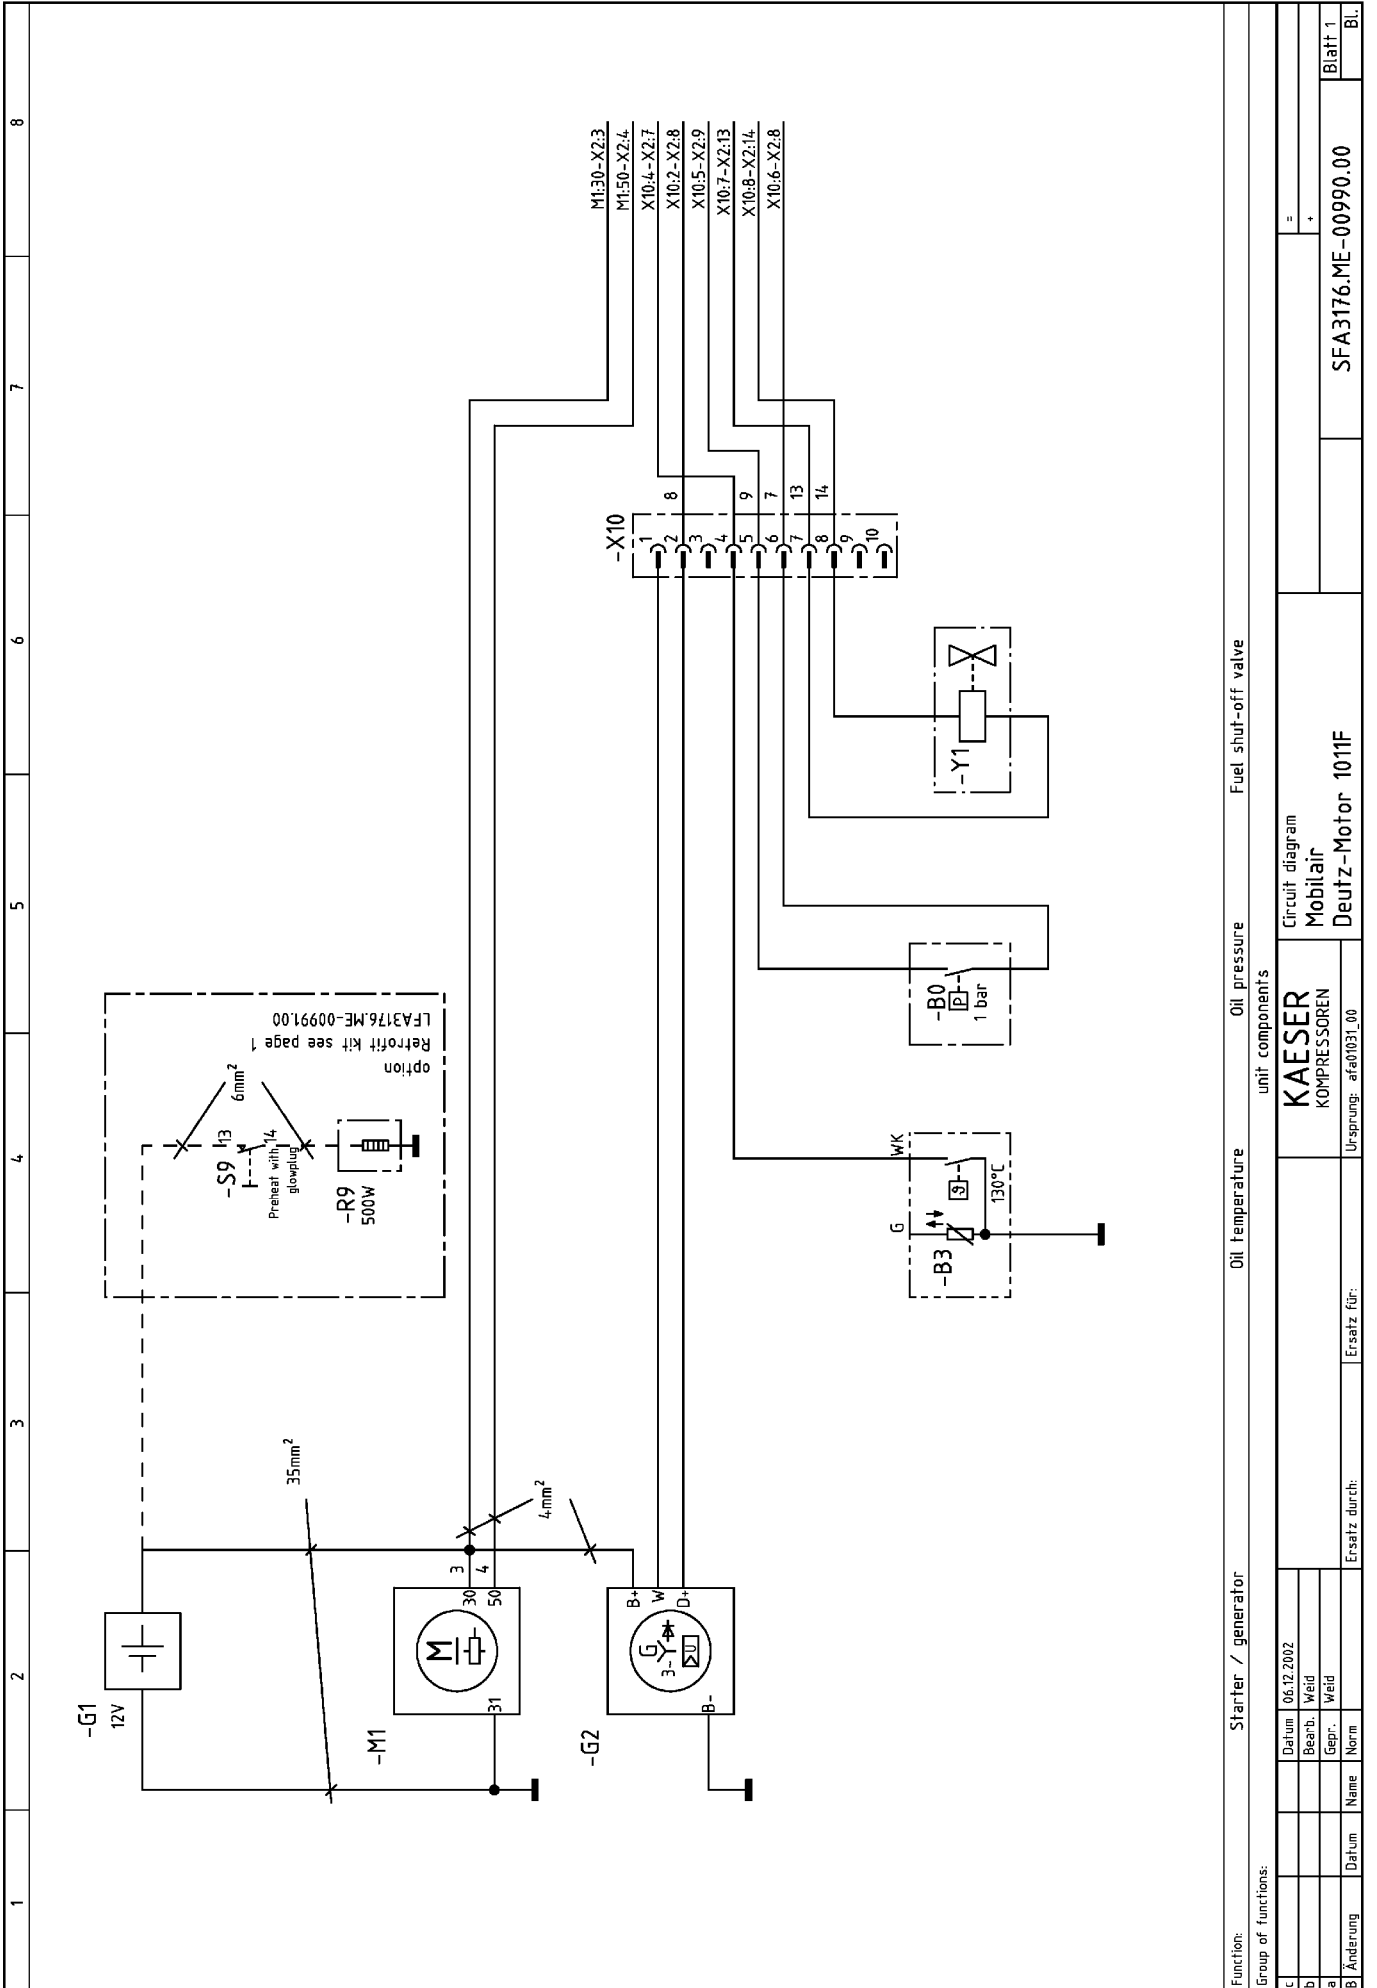 1
2
3
4
5
6
7
8
-G1
12V
35mm²
-M1
M
31
30
50
3
4
4mm²
-G2
G
3~
U
B+
W
D+
B-
6mm²
-S9
13
14
Preheat with
glowplug
-R9
500W
option
Retrofit kit see page 1
LFA3176.ME-00991.00
-B3
G
WK
ϑ
130°C
-B0
P
1 bar
-Y1
-X10
1
2
3
4
5
6
7
8
9
10
8
9
7
13
14
M1:30-X2:3
M1:50-X2:4
X10:4-X2:7
X10:2-X2:8
X10:5-X2:9
X10:7-X2:13
X10:8-X2:14
X10:6-X2:8
Function:
Starter / generator
Oil temperature
Oil pressure
Fuel shut-off valve
Group of functions:
unit components
c
b
a
B
Änderung
Datum
Name
Datum 06.12.2002
Bearb. Weid
Gepr. Weid
Norm
Ersatz durch:
Ersatz für:
KAESER
KOMPRESSOREN
Ursprung: afa01031_00
Circuit diagram
Mobilair
Deutz-Motor 1011F
=
+
SFA3176.ME-00990.00
Blatt 1
Bl.